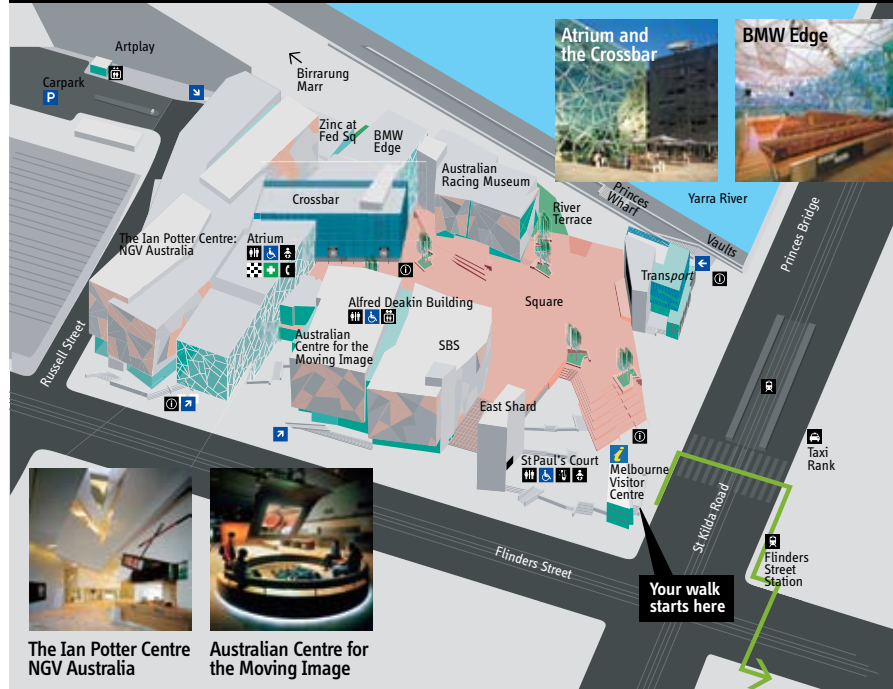 Atrium and
the Crossbar
BMW Edge
Artplay
Carpark
P
Birrarung
Marr
Zinc at
Fed Sq
BMW
Edge
Australian
Racing Museum
Crossbar
River
Terrace
Princes
Wharf
Vaults
Yarra River
Princes Bridge
The Ian Potter Centre:
NGV Australia
Atrium
Transport
Alfred Deakin Building
Square
Australian
Centre for the
Moving Image
SBS
Russell Street
East Shard
St Paul's Court
i
Melbourne
Visitor
Centre
Taxi
Rank
St Kilda Road
Flinders Street
Flinders
Street
Station
Your walk
starts here
The Ian Potter Centre
NGV Australia
Australian Centre for
the Moving Image